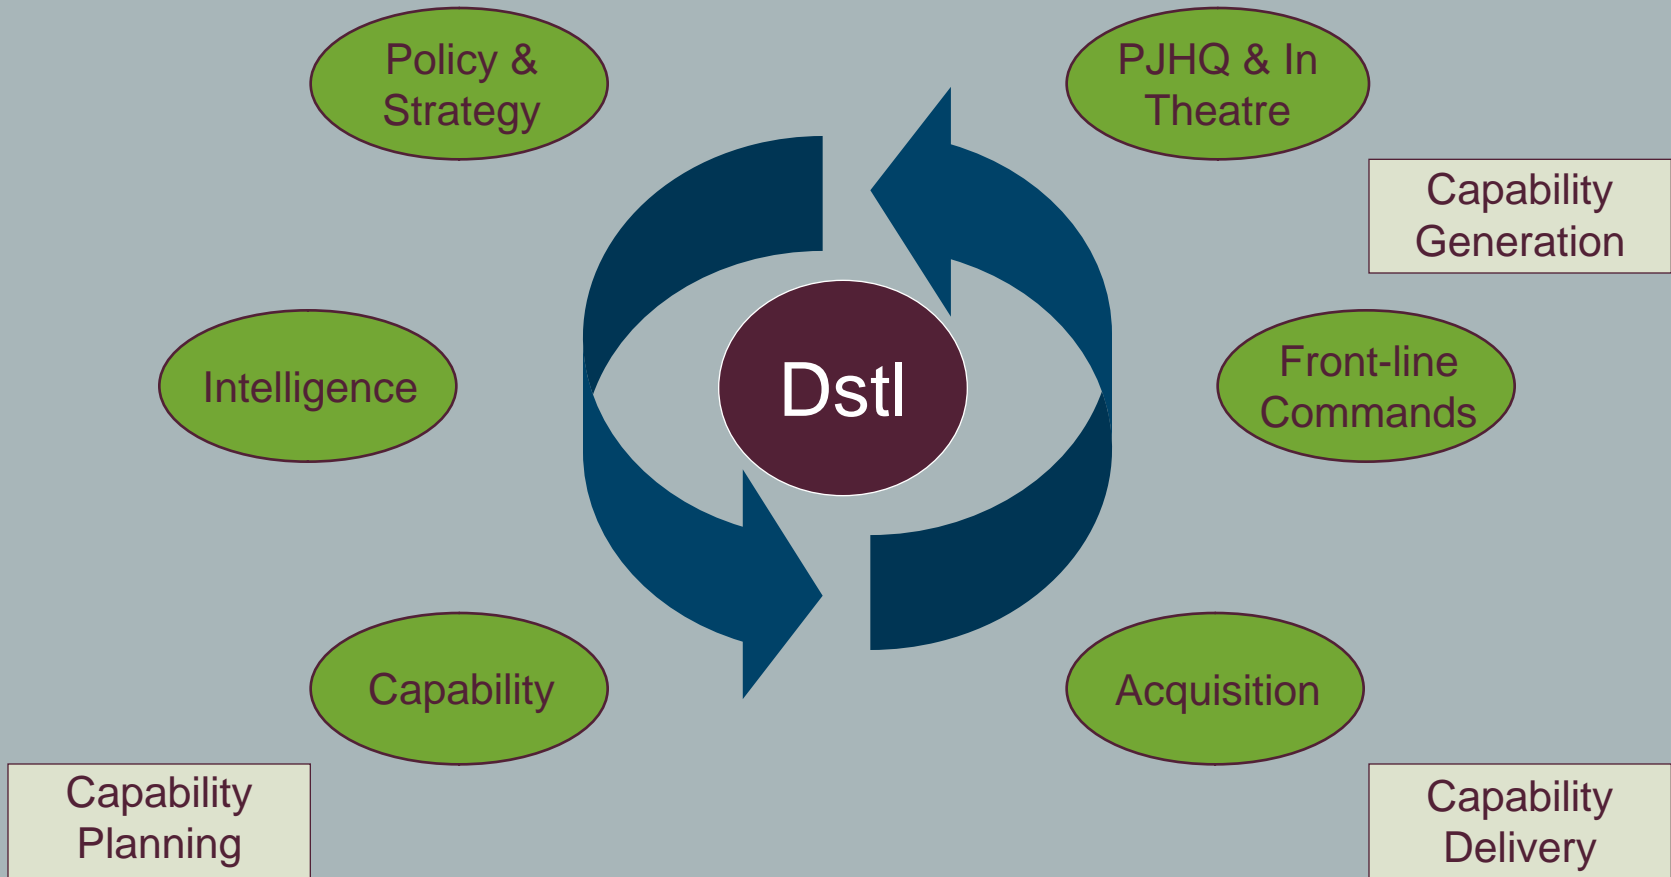 Policy &
Strategy
PJHQ & In
Theatre
Capability
Generation
Intelligence
Dstl
Front-line
Commands
Capability
Acquisition
Capability
Planning
Capability
Delivery